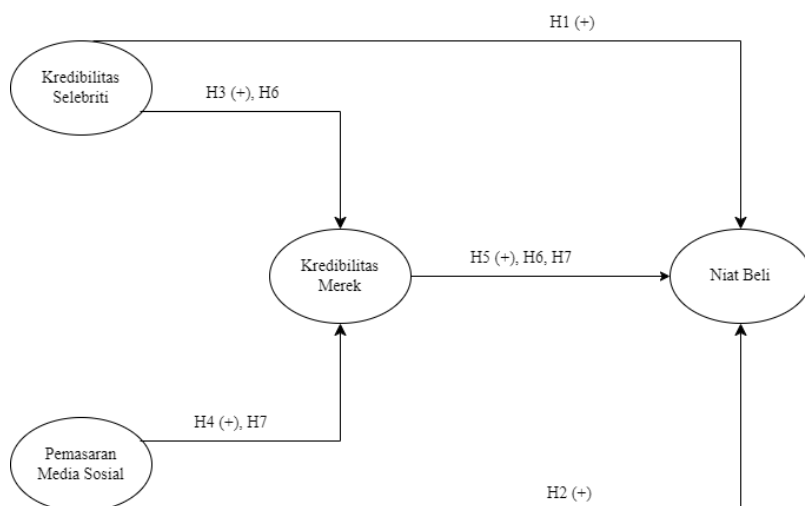 H1 (+)
Kredibilitas
Selebriti
H3 (+), H6
Kredibilitas
Merek
H5 (+), H6, H7
Niat Beli
H4 (+), H7
Pemasaran
Media Sosial
H2 (+)